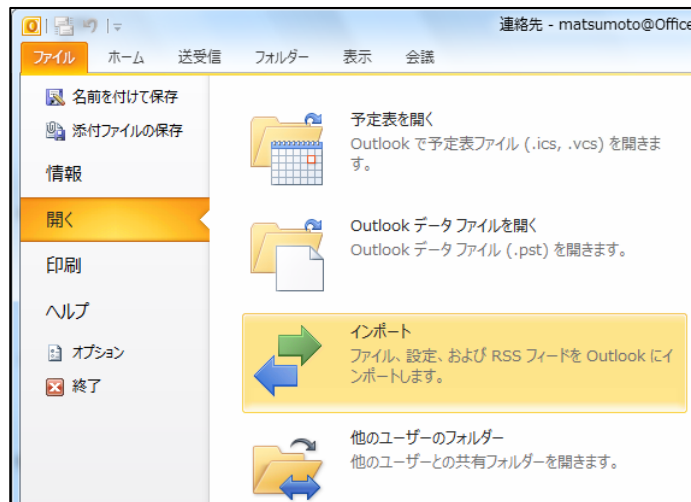 連絡先 - matsumoto@Office
ファイル ホーム 送受信 フォルダー 表示 会議
名前を付けて保存
添付ファイルの保存
情報
開く
印刷
ヘルプ
オプション
終了
予定表を開く
Outlook で予定表ファイル (.ics, .vcs) を開きま
す。
Outlook データ ファイルを開く
Outlook データ ファイル (.pst) を開きます。
インポート
ファイル、設定、および RSS フィードを Outlook にイ
ンポートします。
他のユーザーのフォルダー
他のユーザーとの共有フォルダーを開きます。